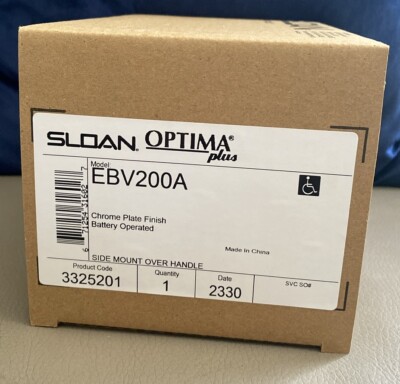 SLOAN. OPTIMA®
plus
Model
EBV200A
Chrome Plate Finish
Battery Operated
Made in China
SIDE MOUNT OVER HANDLE
Product Code
3325201
Quantity
1
Date
2330
SVC SO#